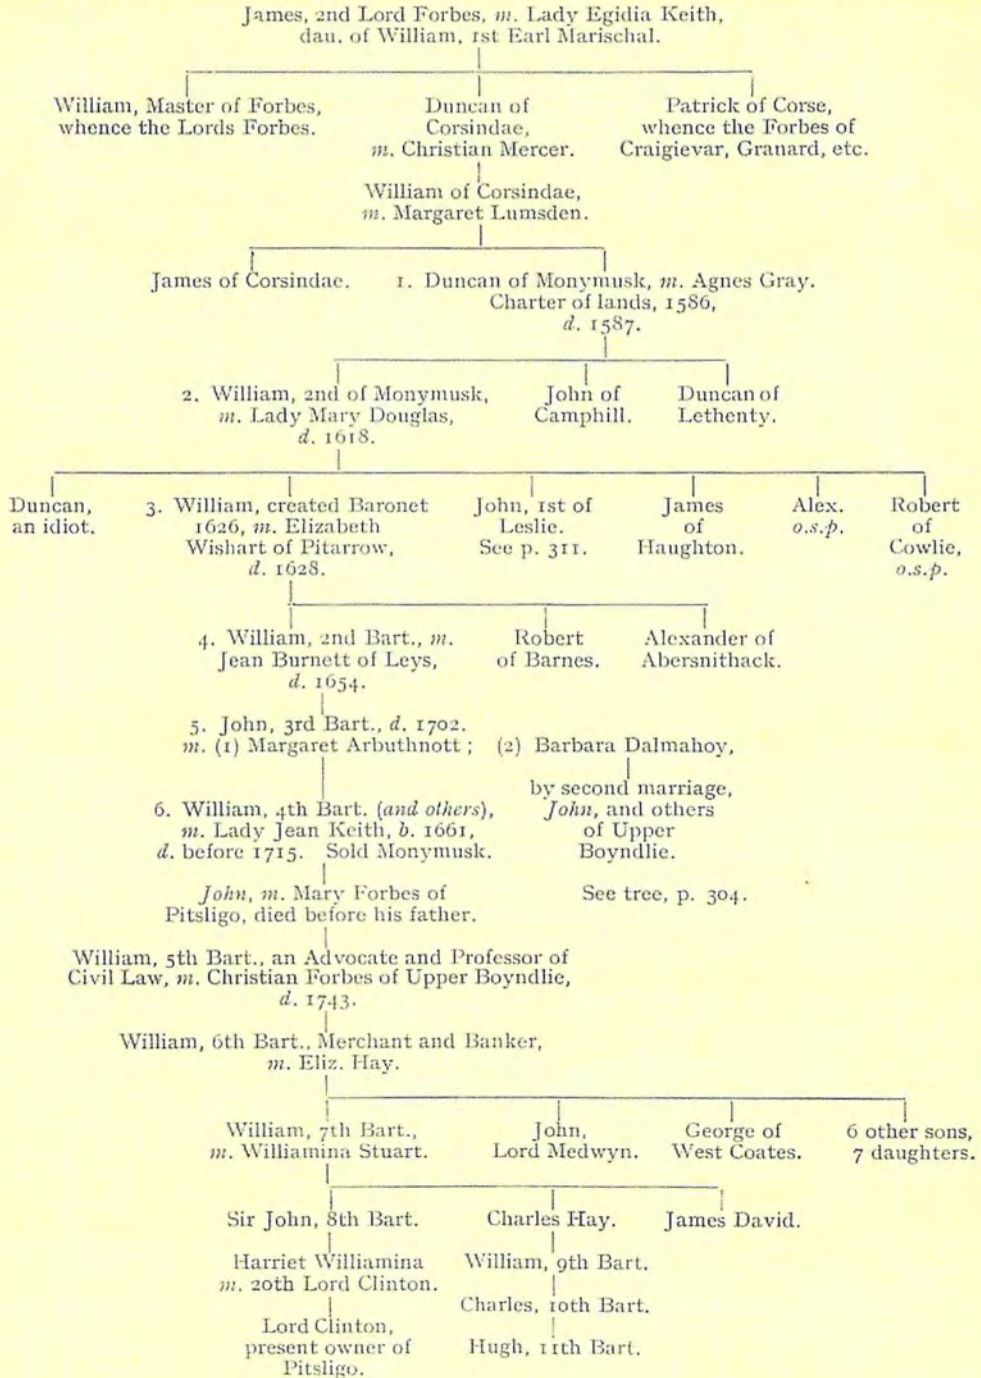 James, 2nd Lord Forbes, m. Lady Egidia Keith,
dau. of William, 1st Earl Marischal.
William, Master of Forbes,
whence the Lords Forbes.
Duncan of
Corsindae,
m. Christian Mercer.
Patrick of Corse,
whence the Forbes of
Craigievar, Granard, etc.
William of Corsindae,
m. Margaret Lumsden.
James of Corsindae.
1. Duncan of Monymusk, m. Agnes Gray.
Charter of lands, 1586,
d. 1587.
2. William, 2nd of Monymusk,
m. Lady Mary Douglas,
d. 1618.
John of
Camphill.
Duncan of
Lethenty.
Duncan,
an idiot.
3. William, created Baronet
1626, m. Elizabeth
Wishart of Pitarrow,
d. 1628.
John, 1st of
Leslie.
See p. 311.
James
of
Haughton.
Alex.
o.s.p.
Robert
of
Cowlie,
o.s.p.
4. William, 2nd Bart., m.
Jean Burnett of Leys,
d. 1654.
Robert
of Barnes.
Alexander of
Abersnithack.
5. John, 3rd Bart., d. 1702.
m. (1) Margaret Arbuthnott ; (2) Barbara Dalmahoy,
6. William, 4th Bart. (and others),
m. Lady Jean Keith, b. 1661,
d. before 1715. Sold Monymusk.
by second marriage,
John, and others
of Upper
Boyndlie.
See tree, p. 304.
John, m. Mary Forbes of
Pitsligo, died before his father.
William, 5th Bart., an Advocate and Professor of
Civil Law, m. Christian Forbes of Upper Boyndlie,
d. 1743.
William, 6th Bart., Merchant and Banker,
m. Eliz. Hay.
William, 7th Bart.,
m. Williamina Stuart.
John,
Lord Medwyn.
George of
West Coates.
6 other sons,
7 daughters.
Sir John, 8th Bart.
Charles Hay.
James David.
Harriet Williamina
m. 20th Lord Clinton.
William, 9th Bart.
Charles, 10th Bart.
Lord Clinton,
present owner of
Pitsligo.
Hugh, 11th Bart.